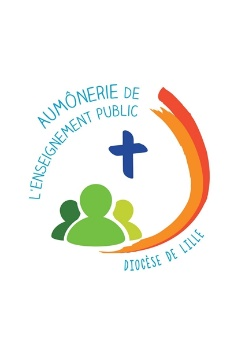 AUMÔNERIE DE
L'ENSEIGNEMENT PUBLIC
DIOCÈSE DE LILLE